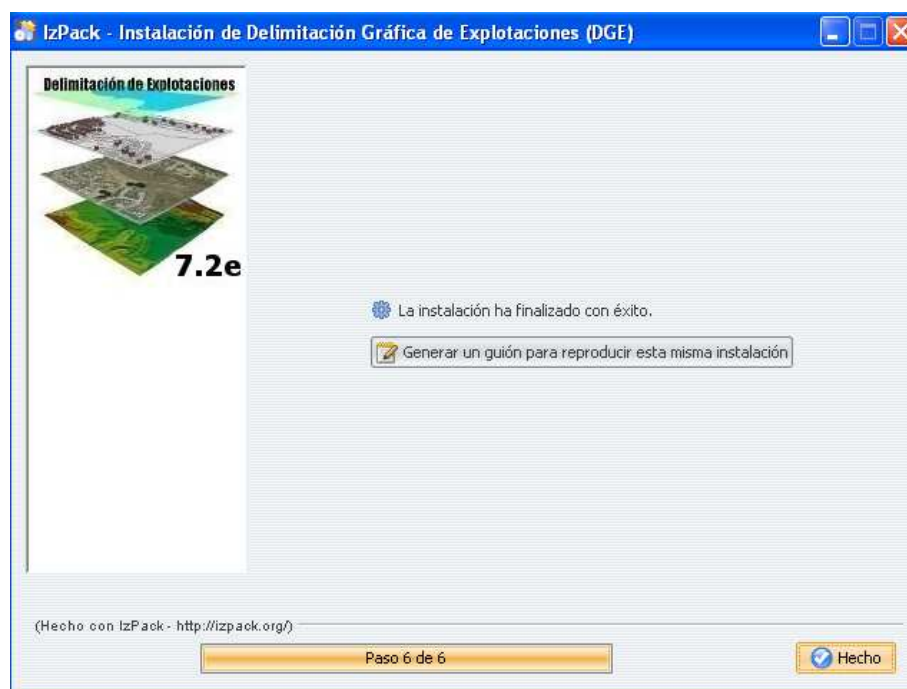 IzPack - Instalación de Delimitación Gráfica de Explotaciones (DGE)
Delimitación de Explotaciones
7.2e
La instalación ha finalizado con éxito.
Generar un guión para reproducir esta misma instalación
(Hecho con IzPack - http://izpack.org/)
Paso 6 de 6
Hecho